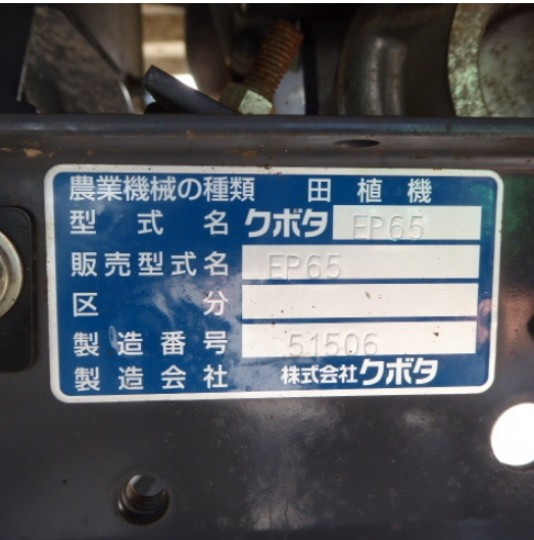 農業機械の種類 田植機
型式名 クボタ EP65
販売型式名 EP65
区分
製造番号 51506
製造会社 株式会社クボタ